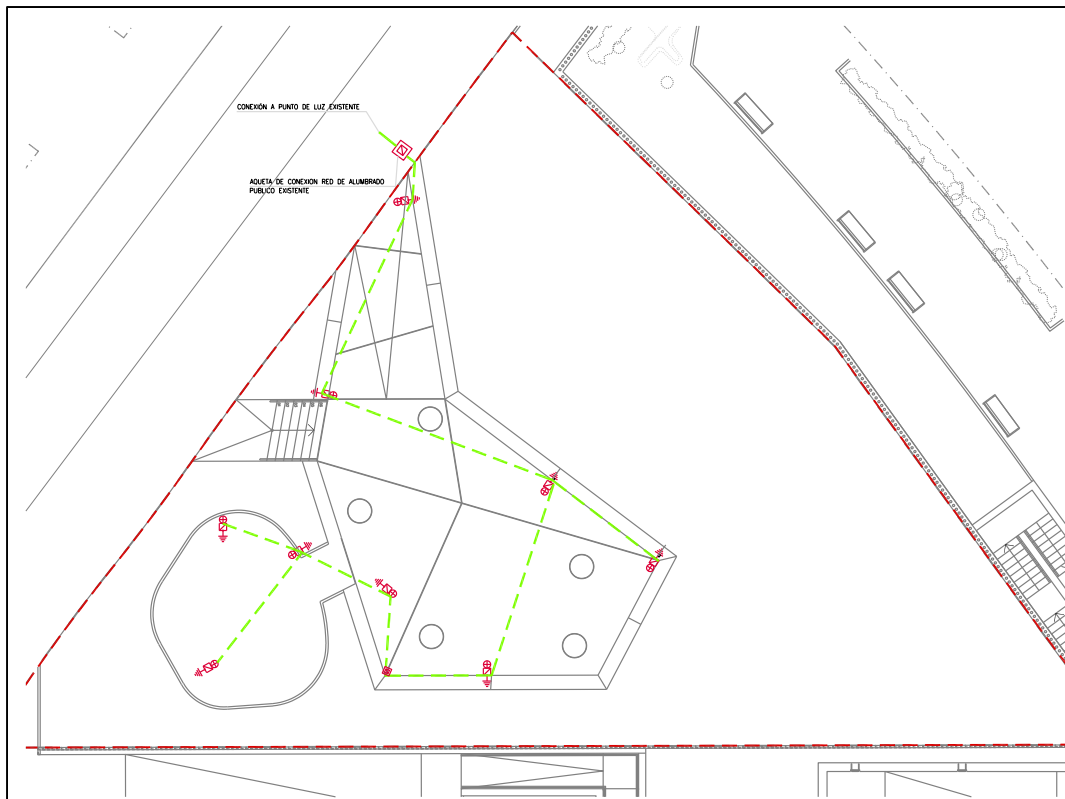 CONEXIÓN A PUNTO DE LUZ EXISTENTE
AQUETA DE CONEXION RED DE ALUMBRADO
PUBLICO EXISTENTE